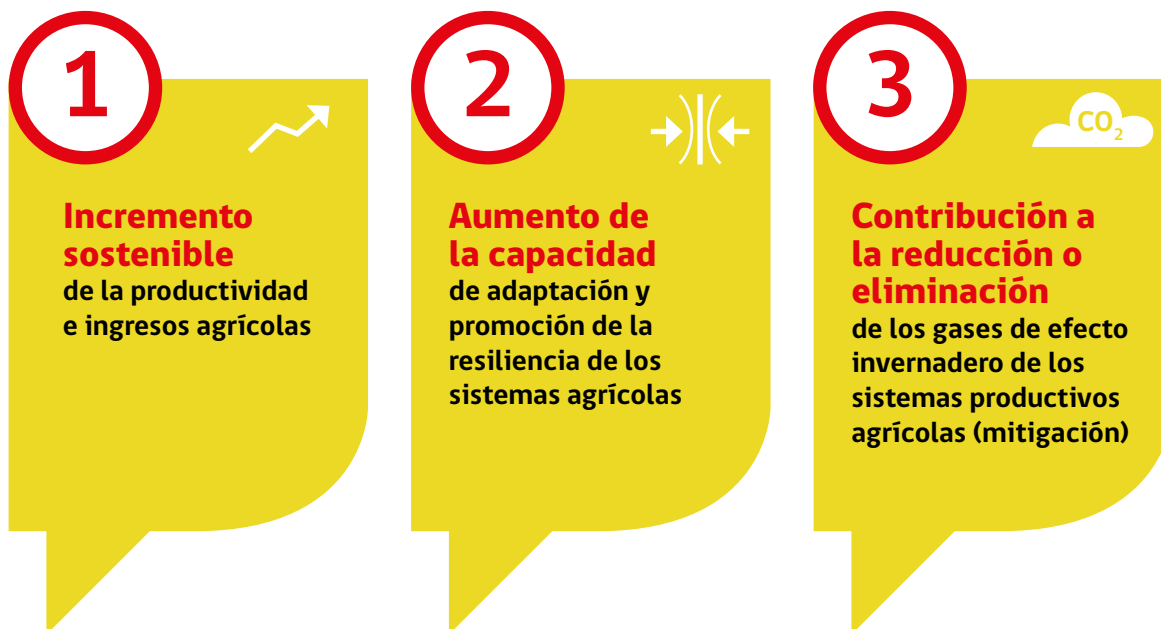 1
Incremento
sostenible
de la productividad
e ingresos agrícolas
2
Aumento de
la capacidad
de adaptación y
promoción de la
resiliencia de los
sistemas agrícolas
3
CO₂
Contribución a
la reducción o
eliminación
de los gases de efecto
invernadero de los
sistemas productivos
agrícolas (mitigación)